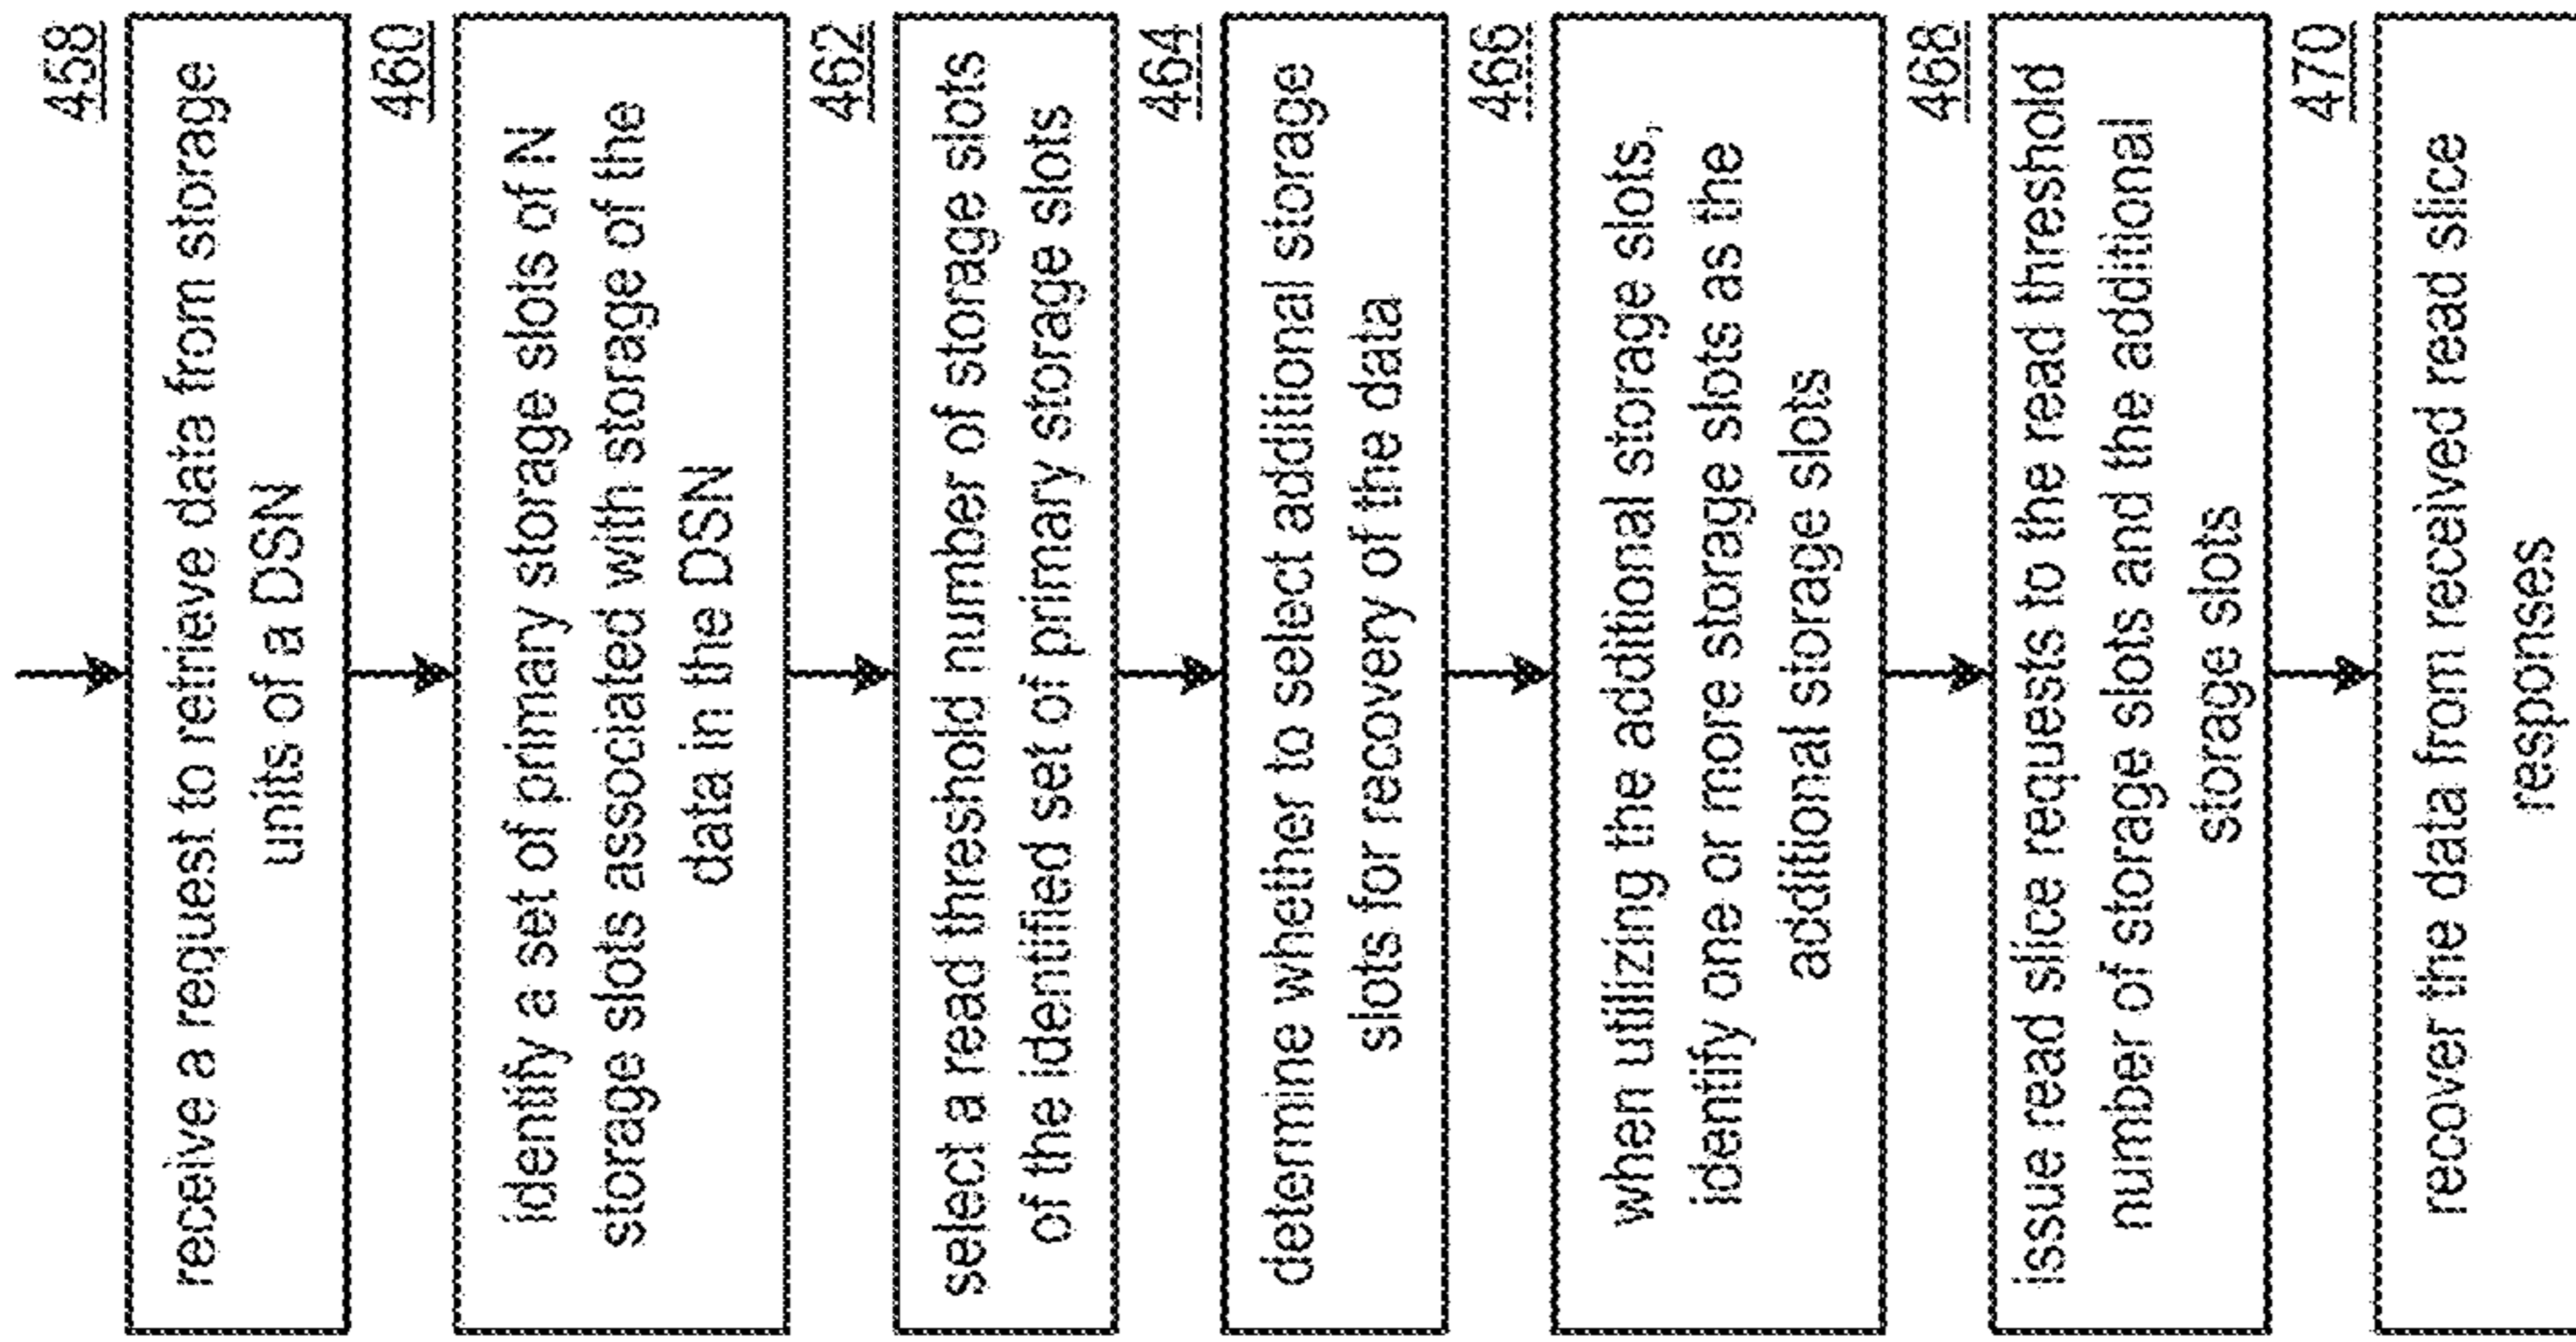 458
receive a request to retrieve data from storage
units of a DSN
460
identify a set of primary storage slots of N
storage slots associated with storage of the
data in the DSN
462
select a read threshold number of storage slots
of the identified set of primary storage slots
464
determine whether to select additional storage
slots for recovery of the data
466
when utilizing the additional storage slots,
identify one or more storage slots as the
additional storage slots
468
issue read slice requests to the read threshold
number of storage slots and the additional
storage slots
470
recover the data from received read slice
responses